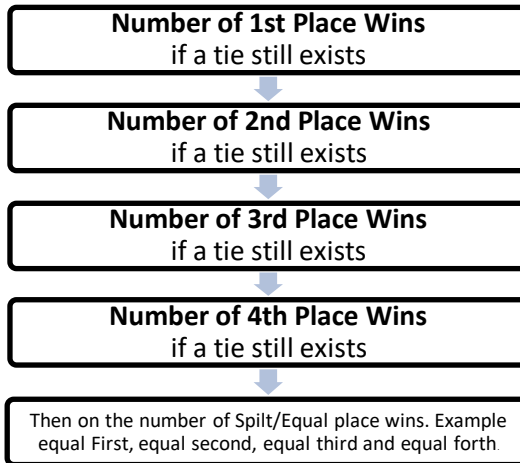 Number of 1st Place Wins
if a tie still exists
Number of 2nd Place Wins
if a tie still exists
Number of 3rd Place Wins
if a tie still exists
Number of 4th Place Wins
if a tie still exists
Then on the number of Spilt/Equal place wins. Example
equal First, equal second, equal third and equal forth.